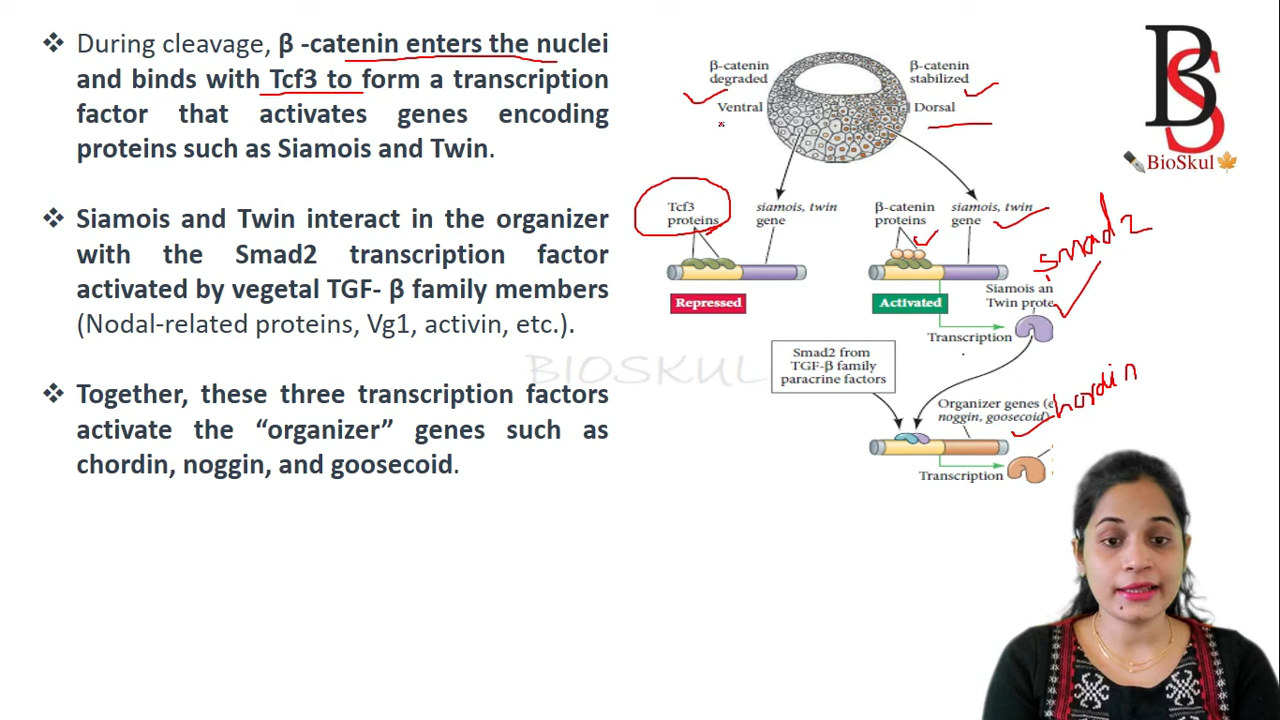 ❖ During cleavage, β -catenin enters the nuclei
and binds with Tcf3 to form a transcription
factor that activates genes encoding
proteins such as Siamois and Twin.
❖ Siamois and Twin interact in the organizer
with the Smad2 transcription factor
activated by vegetal TGF- β family members
(Nodal-related proteins, Vg1, activin, etc.).
❖ Together, these three transcription factors
activate the “organizer” genes such as
chordin, noggin, and goosecoid.
β-catenin
degraded
Ventral
β-catenin
stabilized
Dorsal
Tcf3
proteins
siamois, twin
gene
β-catenin
proteins
siamois, twin
gene
Repressed
Activated
smad2
Siamois an
Twin prote
Transcription
Smad2 from
TGF-β family
paracrine factors
Organizer genes (e
noggin, goosecoid)
chordin
Transcription
BIOSKUL
BS
BioSkul